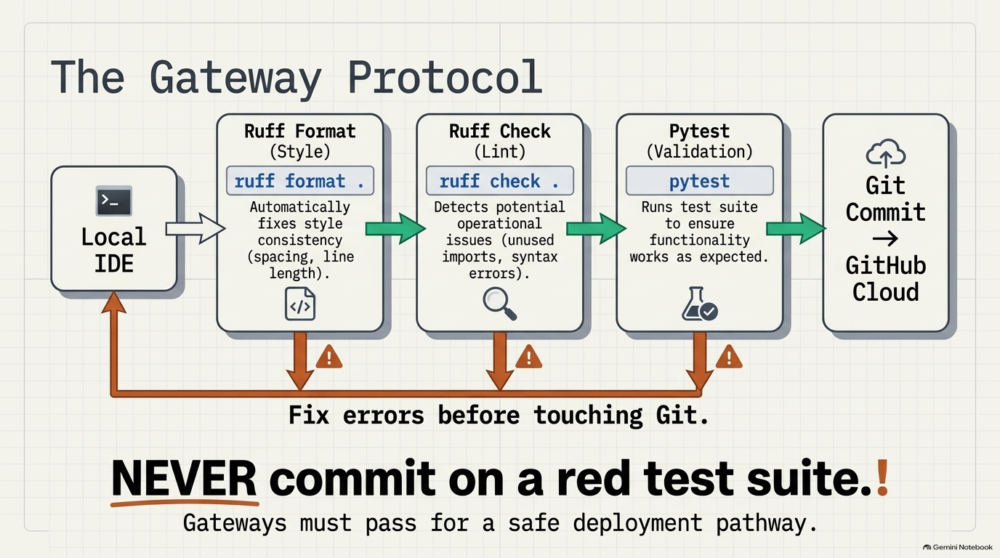 The Gateway Protocol
Local
IDE
Ruff Format
(Style)
ruff format .
Automatically
fixes style
consistency
(spacing, line
length).
Ruff Check
(Lint)
ruff check .
Detects potential
operational
issues (unused
imports, syntax
errors).
Pytest
(Validation)
pytest
Runs test suite
to ensure
functionality
works as expected.
Git
Commit
→
GitHub
Cloud
Fix errors before touching Git.
NEVER commit on a red test suite.!
Gateways must pass for a safe deployment pathway.
Gemini Notebook